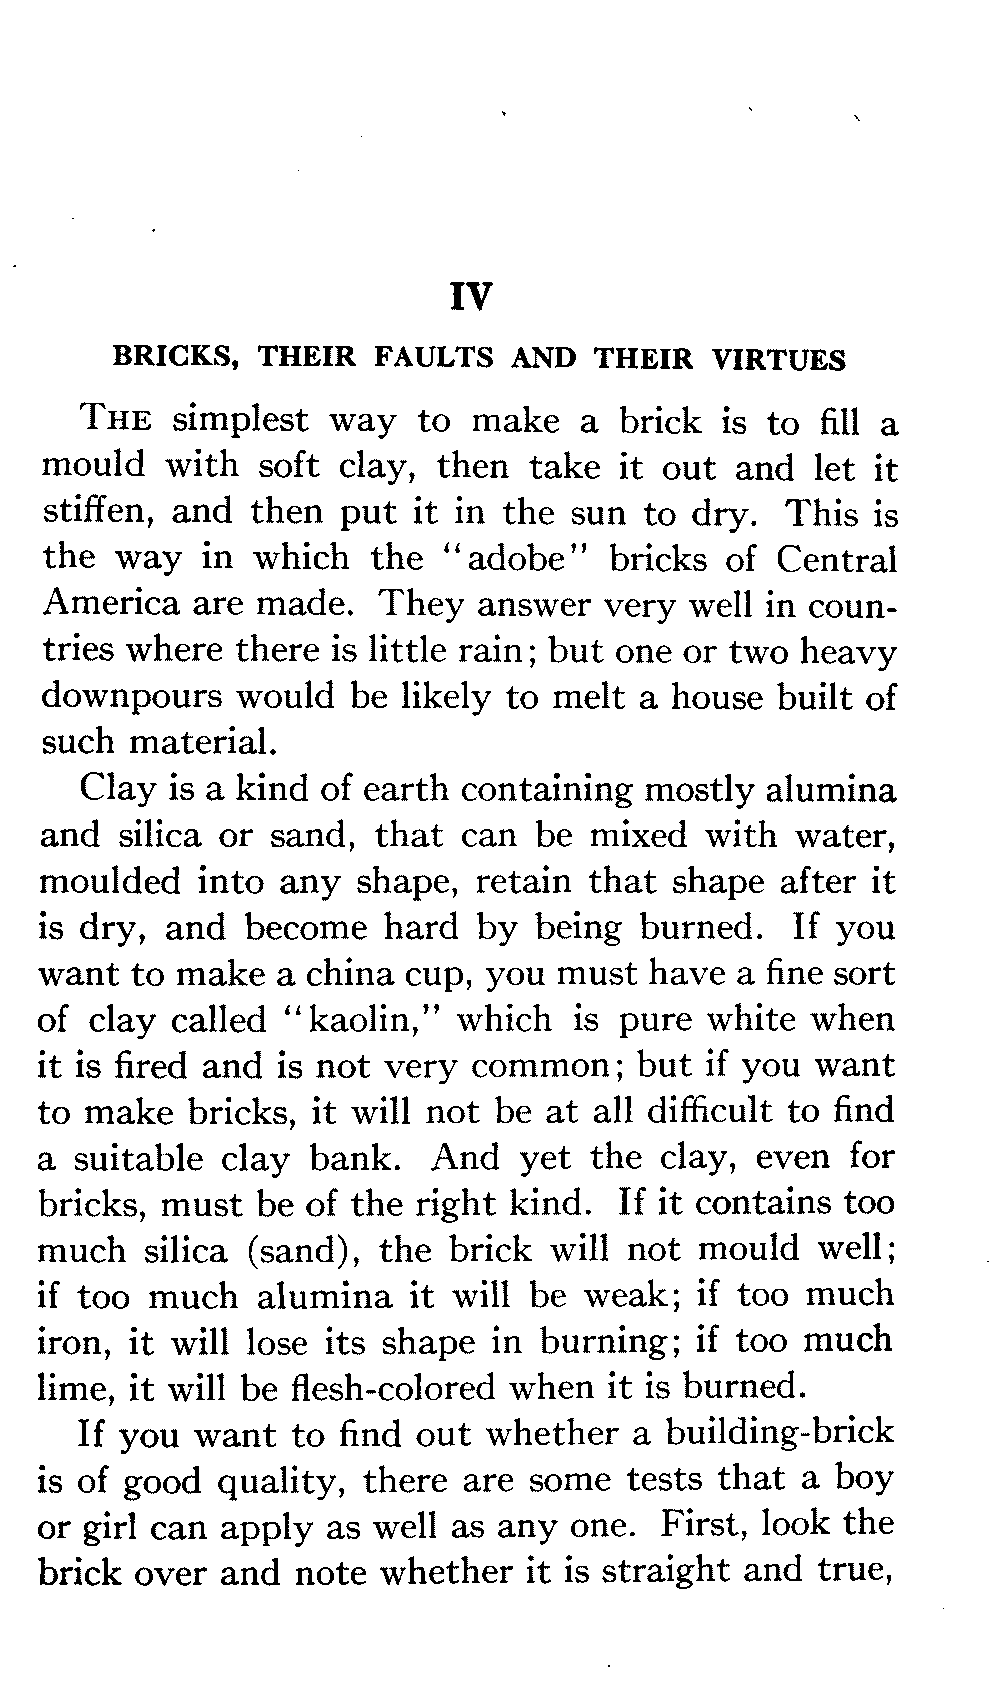 IV
BRICKS, THEIR FAULTS AND THEIR VIRTUES
THE simplest way to make a brick is to fill a
mould with soft clay, then take it out and let it
stiffen, and then put it in the sun to dry. This is
the way in which the "adobe" bricks of Central
America are made. They answer very well in coun-
tries where there is little rain; but one or two heavy
downpours would be likely to melt a house built of
such material.
Clay is a kind of earth containing mostly alumina
and silica or sand, that can be mixed with water,
moulded into any shape, retain that shape after it
is dry, and become hard by being burned. If you
want to make a china cup, you must have a fine sort
of clay called "kaolin," which is pure white when
it is fired and is not very common; but if you want
to make bricks, it will not be at all difficult to find
a suitable clay bank. And yet the clay, even for
bricks, must be of the right kind. If it contains too
much silica (sand), the brick will not mould well;
if too much alumina it will be weak; if too much
iron, it will lose its shape in burning; if too much
lime, it will be flesh-colored when it is burned.
If you want to find out whether a building-brick
is of good quality, there are some tests that a boy
or girl can apply as well as any one. First, look the
brick over and note whether it is straight and true,